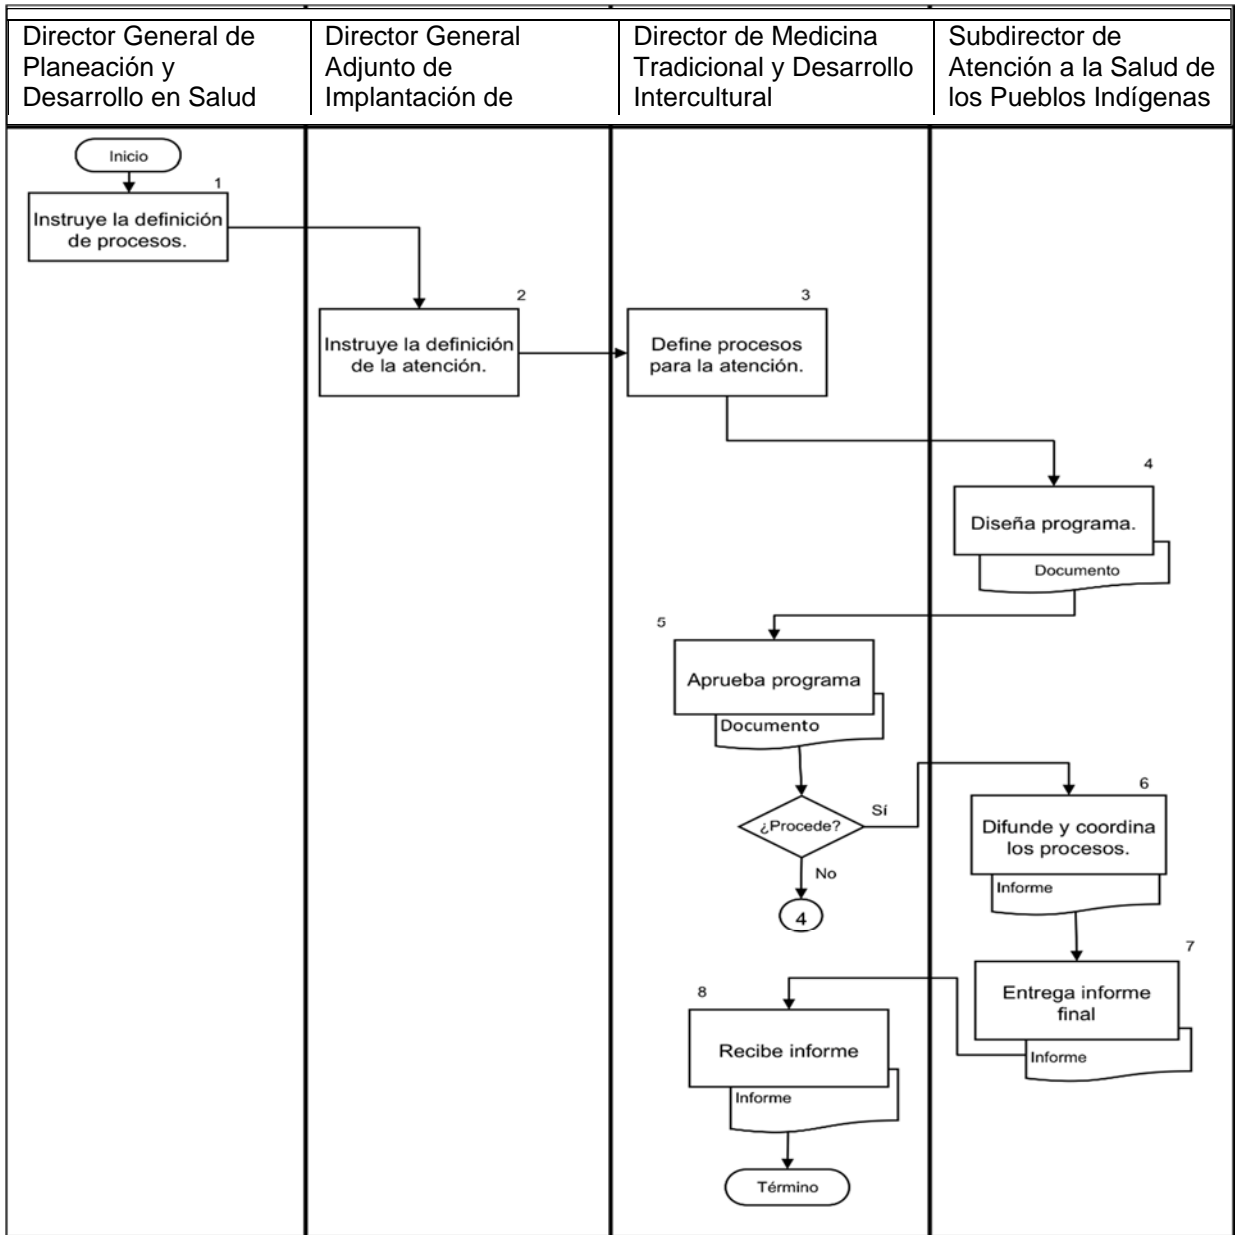 Director General de
Planeación y
Desarrollo en Salud
Director General
Adjunto de
Implantación de
Director de Medicina
Tradicional y Desarrollo
Intercultural
Subdirector de
Atención a la Salud de
los Pueblos Indígenas
Inicio
1
Instruye la definición
de procesos.
2
Instruye la definición
de la atención.
3
Define procesos
para la atención.
4
Diseña programa.
Documento
5
Aprueba programa
Documento
¿Procede?
Sí
No
4
6
Difunde y coordina
los procesos.
Informe
7
Entrega informe
final
Informe
8
Recibe informe
Informe
Término